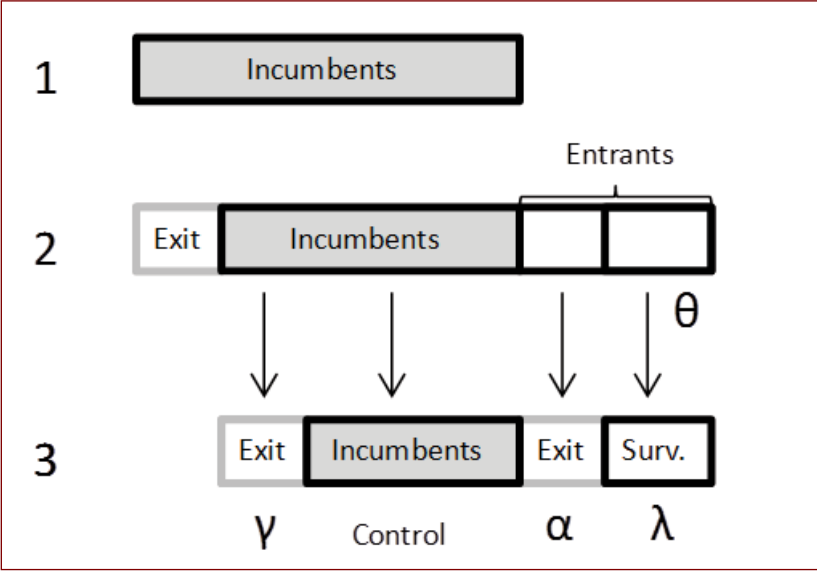 1
Incumbents
Entrants
2
Exit Incumbents
θ
3
Exit Incumbents Exit Surv.
γ Control α λ